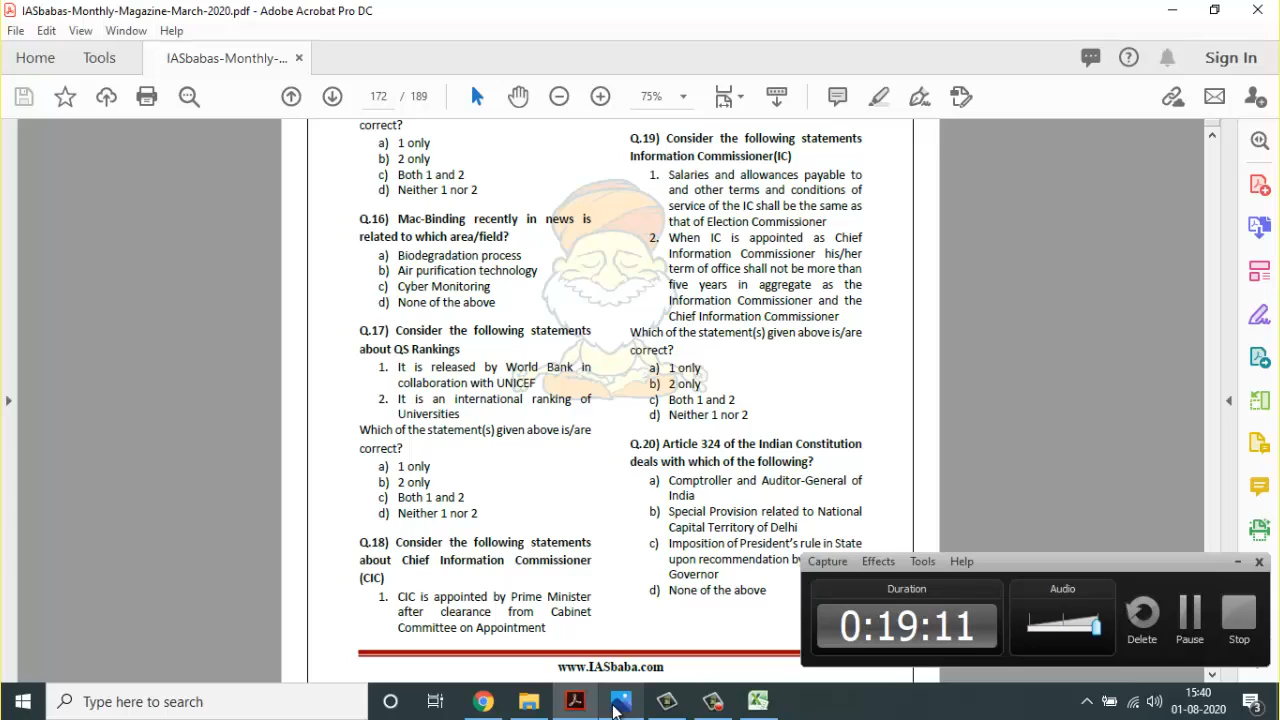 IASbabas-Monthly-Magazine-March-2020.pdf - Adobe Acrobat Pro DC
File Edit View Window Help
Home Tools IASbabas-Monthly-... × Sign In
172 / 189 75%
correct?
a) 1 only
b) 2 only
c) Both 1 and 2
d) Neither 1 nor 2
Q.16) Mac-Binding recently in news is
related to which area/field?
a) Biodegradation process
b) Air purification technology
c) Cyber Monitoring
d) None of the above
Q.17) Consider the following statements
about QS Rankings
1. It is released by World Bank in
collaboration with UNICEF
2. It is an international ranking of
Universities
Which of the statement(s) given above is/are
correct?
a) 1 only
b) 2 only
c) Both 1 and 2
d) Neither 1 nor 2
Q.18) Consider the following statements
about Chief Information Commissioner
(CIC)
1. CIC is appointed by Prime Minister
after clearance from Cabinet
Committee on Appointment
Q.19) Consider the following statements
Information Commissioner(IC)
1. Salaries and allowances payable to
and other terms and conditions of
service of the IC shall be the same as
that of Election Commissioner
2. When IC is appointed as Chief
Information Commissioner his/her
term of office shall not be more than
five years in aggregate as the
Information Commissioner and the
Chief Information Commissioner
Which of the statement(s) given above is/are
correct?
a) 1 only
b) 2 only
c) Both 1 and 2
d) Neither 1 nor 2
Q.20) Article 324 of the Indian Constitution
deals with which of the following?
a) Comptroller and Auditor-General of
India
b) Special Provision related to National
Capital Territory of Delhi
c) Imposition of President's rule in State
upon recommendation by
Governor
d) None of the above
www.IASbaba.com
Capture Effects Tools Help
Duration Audio
0:19:11
Delete Pause Stop
Type here to search
15:40
01-08-2020
3